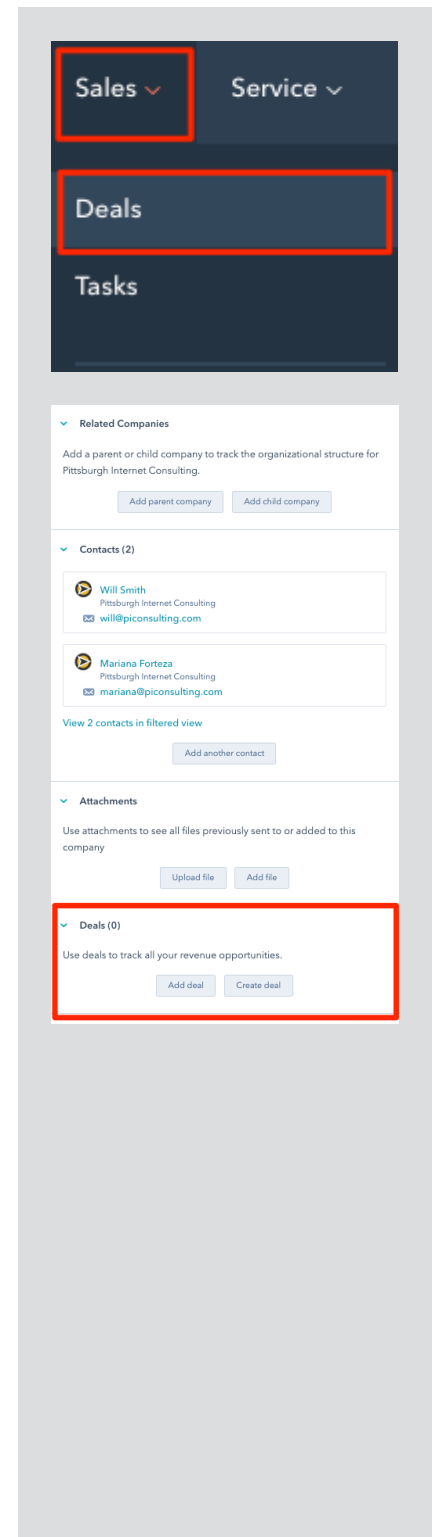 Sales Service
Deals
Tasks
Related Companies
Add a parent or child company to track the organizational structure for
Pittsburgh Internet Consulting.
Add parent company Add child company
Contacts (2)
Will Smith
Pittsburgh Internet Consulting
will@piconsulting.com
Mariana Forteza
Pittsburgh Internet Consulting
mariana@piconsulting.com
View 2 contacts in filtered view
Add another contact
Attachments
Use attachments to see all files previously sent to or added to this
company
Upload file Add file
Deals (0)
Use deals to track all your revenue opportunities.
Add deal Create deal